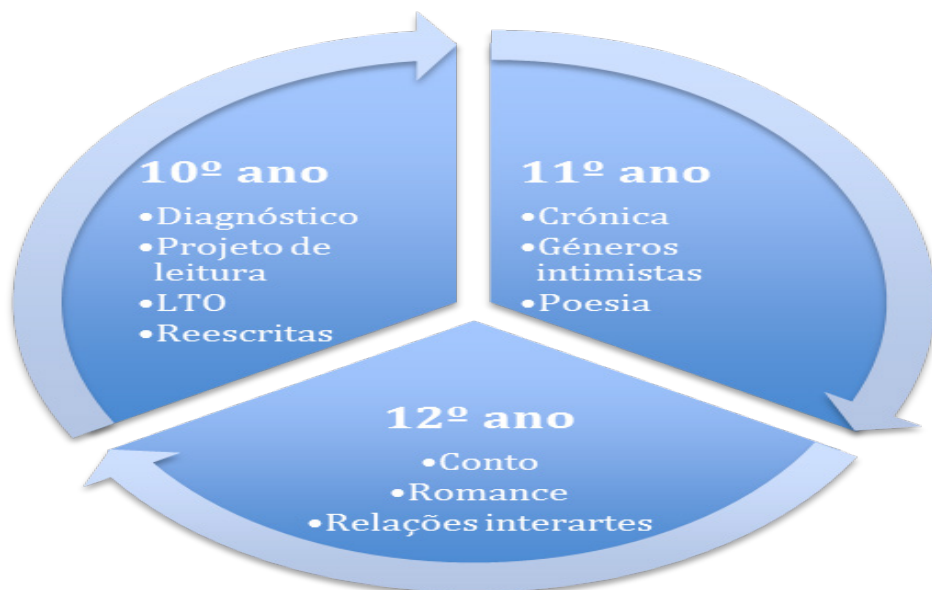 10º ano
•Diagnóstico
•Projeto de
leitura
•LTO
•Reescritas
11º ano
•Crónica
•Géneros
intimistas
•Poesia
12º ano
•Conto
•Romance
•Relações interartes